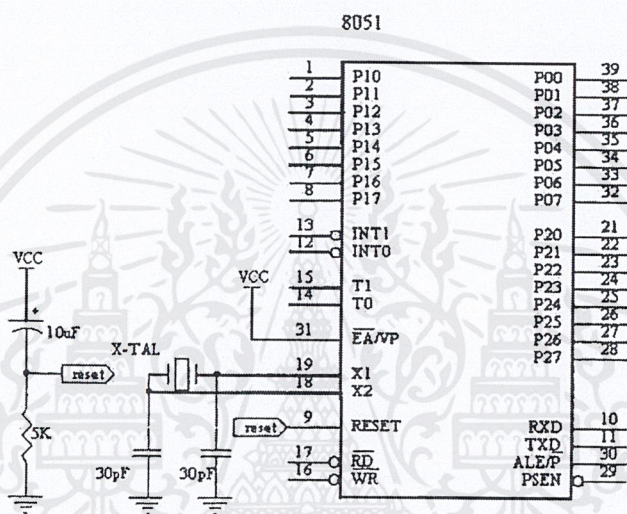 8051
1 P10 P00 39
2 P11 P01 38
3 P12 P02 37
4 P13 P03 36
5 P14 P04 35
6 P15 P05 34
7 P16 P06 33
8 P17 P07 32
13 INT1 P20 21
12 INT0 P21 22
P22 23
15 T1 P23 24
14 T0 P24 25
P25 26
31 EA/VP P26 27
P27 28
19 X1
18 X2
9 RESET RXD 10
TXD 11
17 RD ALE/P 30
16 WR PSEN 29
VCC
VCC
10uF
X-TAL
reset
reset
5K
30pF
30pF